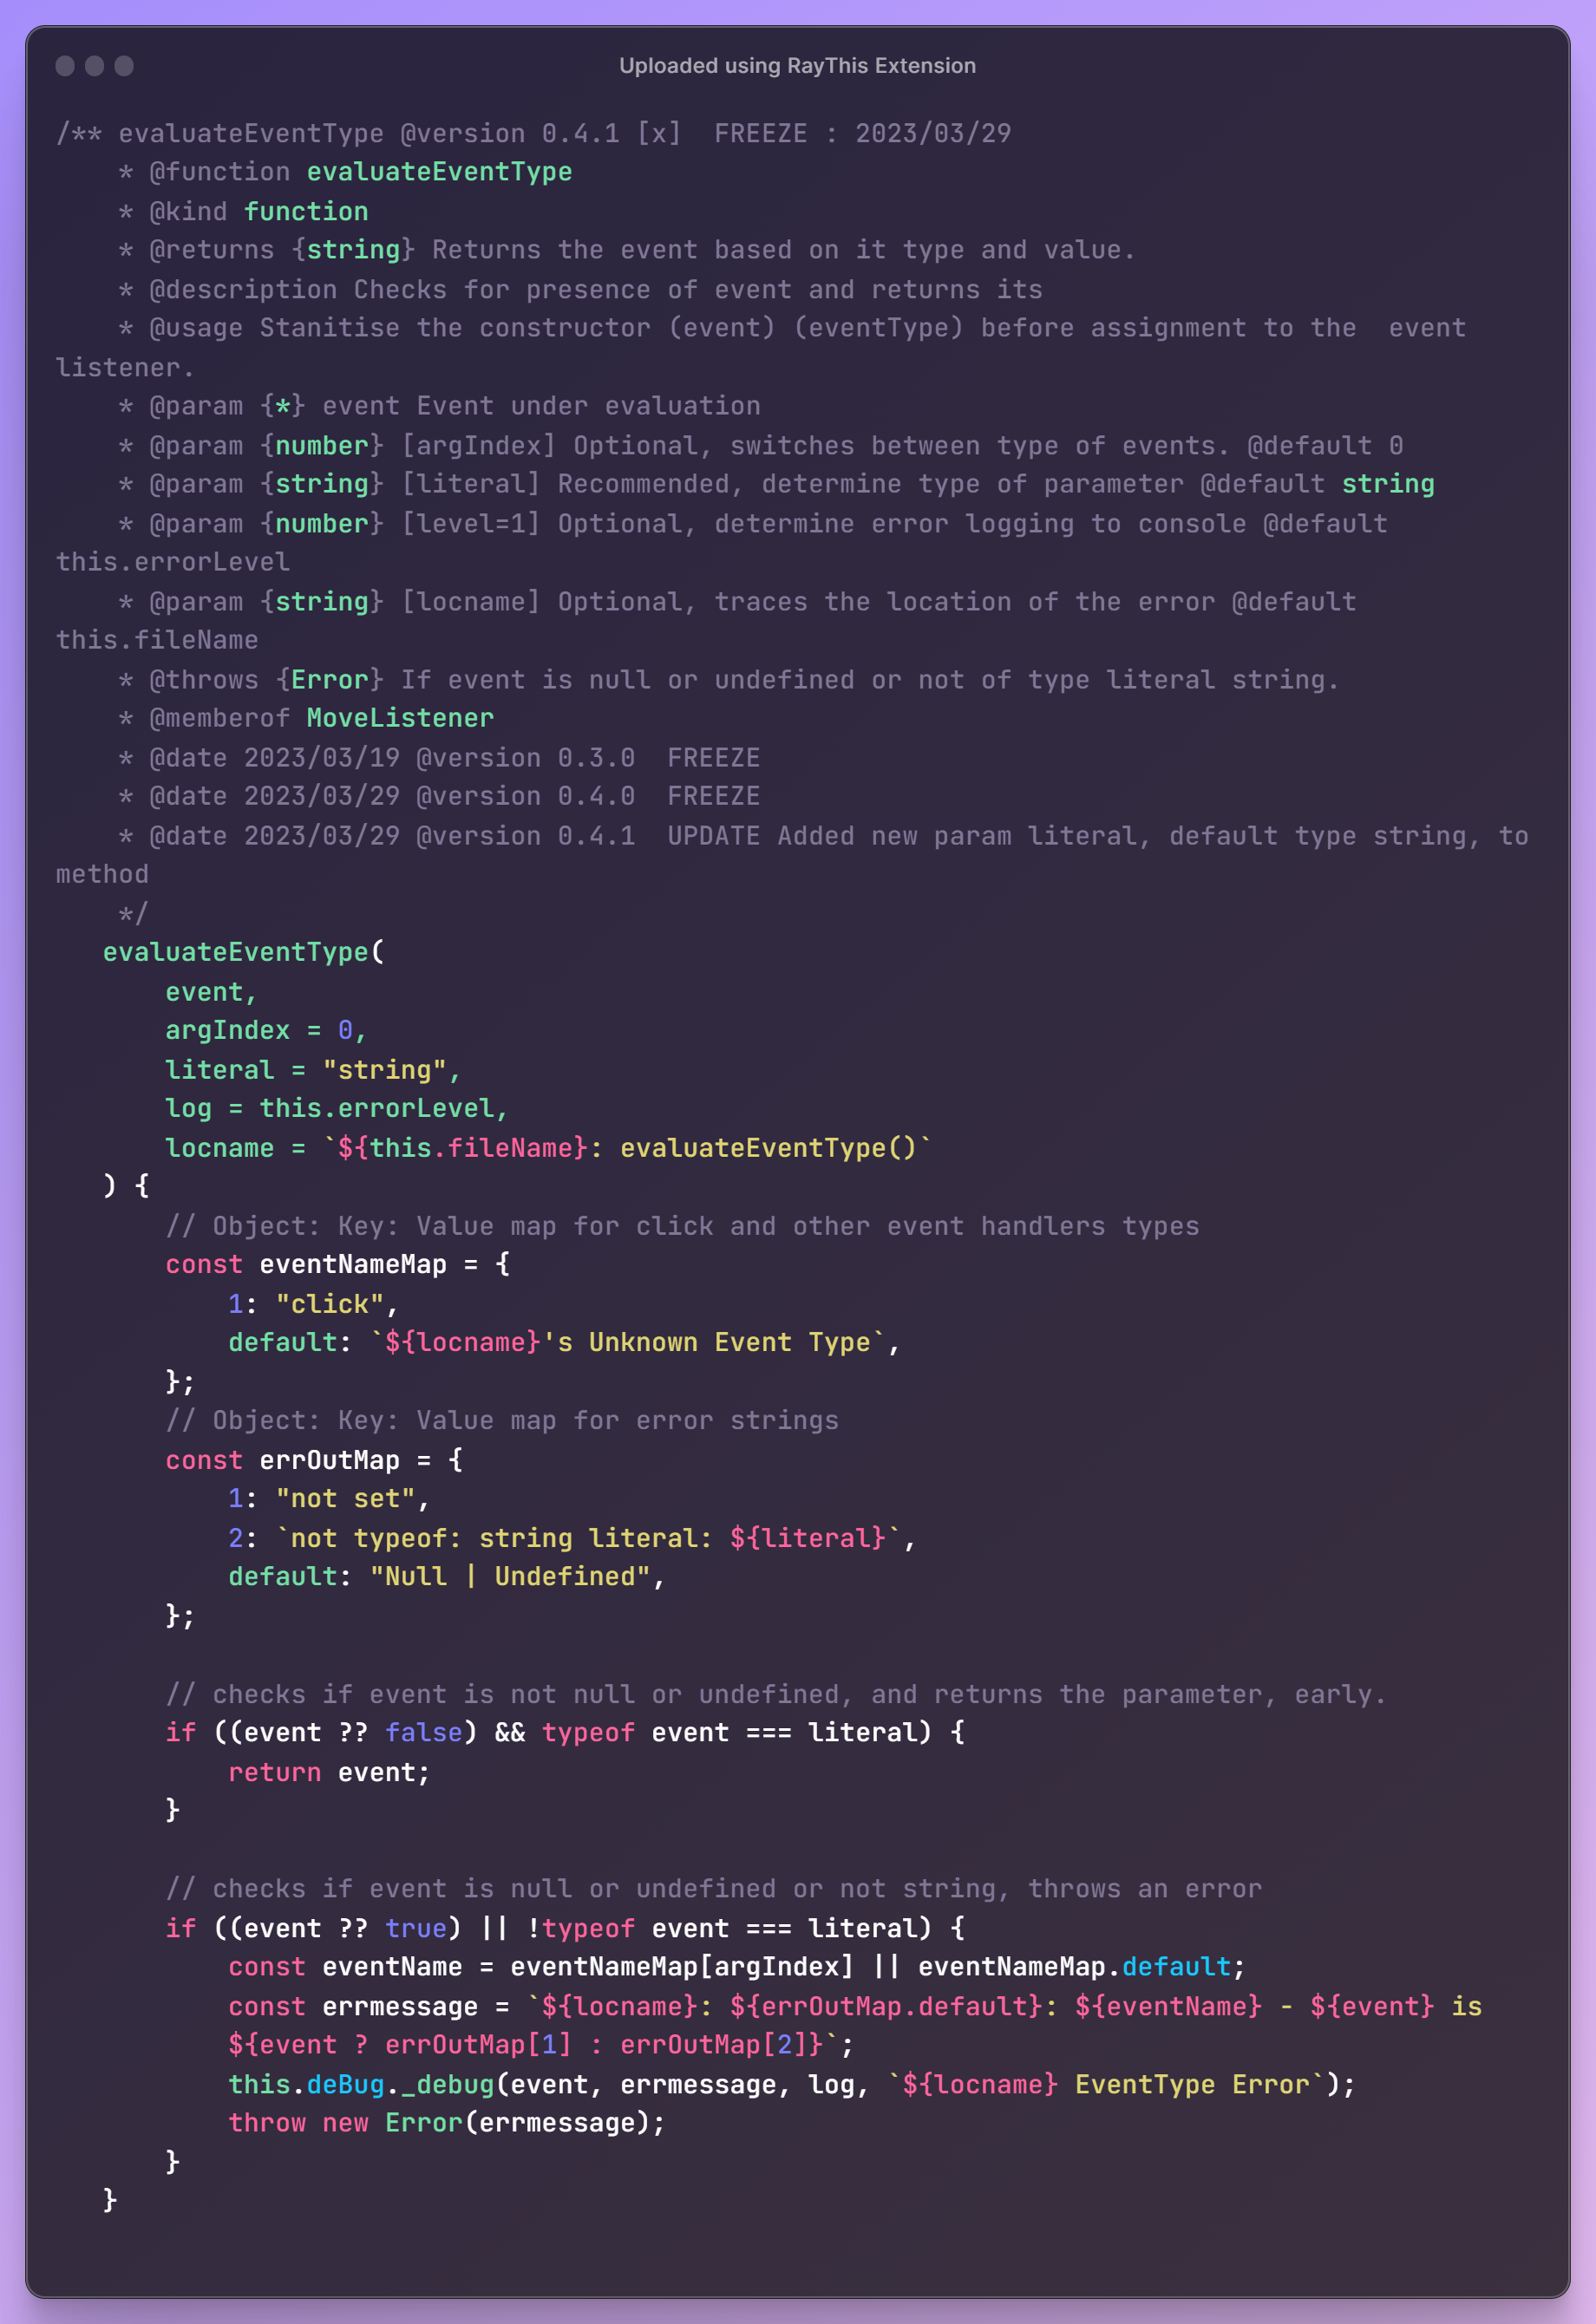 Uploaded using RayThis Extension
/** evaluateEventType @version 0.4.1 [x]  FREEZE : 2023/03/29
    * @function evaluateEventType
    * @kind function
    * @returns {string} Returns the event based on it type and value.
    * @description Checks for presence of event and returns its
    * @usage Stanitise the constructor (event) (eventType) before assignment to the  event
listener.
    * @param {*} event Event under evaluation
    * @param {number} [argIndex] Optional, switches between type of events. @default 0
    * @param {string} [literal] Recommended, determine type of parameter @default string
    * @param {number} [level=1] Optional, determine error logging to console @default
this.errorLevel
    * @param {string} [locname] Optional, traces the location of the error @default
this.fileName
    * @throws {Error} If event is null or undefined or not of type literal string.
    * @memberof MoveListener
    * @date 2023/03/19 @version 0.3.0  FREEZE
    * @date 2023/03/29 @version 0.4.0  FREEZE
    * @date 2023/03/29 @version 0.4.1  UPDATE Added new param literal, default type string, to
method
    */
   evaluateEventType(
       event,
       argIndex = 0,
       literal = "string",
       log = this.errorLevel,
       locname = `${this.fileName}: evaluateEventType()`
   ) {
       // Object: Key: Value map for click and other event handlers types
       const eventNameMap = {
           1: "click",
           default: `${locname}'s Unknown Event Type`,
       };
       // Object: Key: Value map for error strings
       const errOutMap = {
           1: "not set",
           2: `not typeof: string literal: ${literal}`,
           default: "Null | Undefined",
       };

       // checks if event is not null or undefined, and returns the parameter, early.
       if ((event ?? false) && typeof event === literal) {
           return event;
       }

       // checks if event is null or undefined or not string, throws an error
       if ((event ?? true) || !typeof event === literal) {
           const eventName = eventNameMap[argIndex] || eventNameMap.default;
           const errmessage = `${locname}: ${errOutMap.default}: ${eventName} - ${event} is
           ${event ? errOutMap[1] : errOutMap[2]}`;
           this.deBug._debug(event, errmessage, log, `${locname} EventType Error`);
           throw new Error(errmessage);
       }
   }